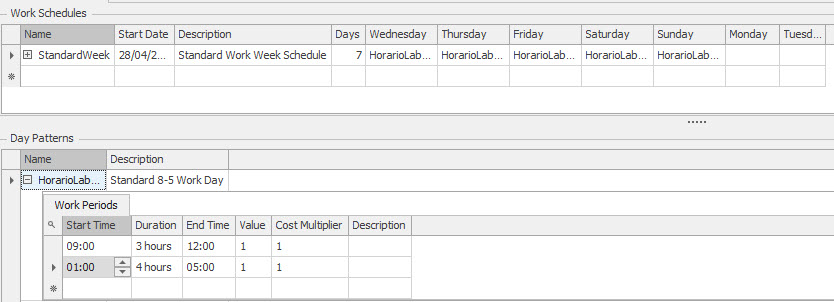 Work Schedules
Name Start Date Description Days Wednesday Thursday Friday Saturday Sunday Monday Tuesd...
StandardWeek 28/04/2... Standard Work Week Schedule 7 HorarioLab... HorarioLab... HorarioLab... HorarioLab... HorarioLab...
Day Patterns
Name Description
HorarioLab... Standard 8-5 Work Day
Work Periods
Start Time Duration End Time Value Cost Multiplier Description
09:00 3 hours 12:00 1 1
01:00 4 hours 05:00 1 1